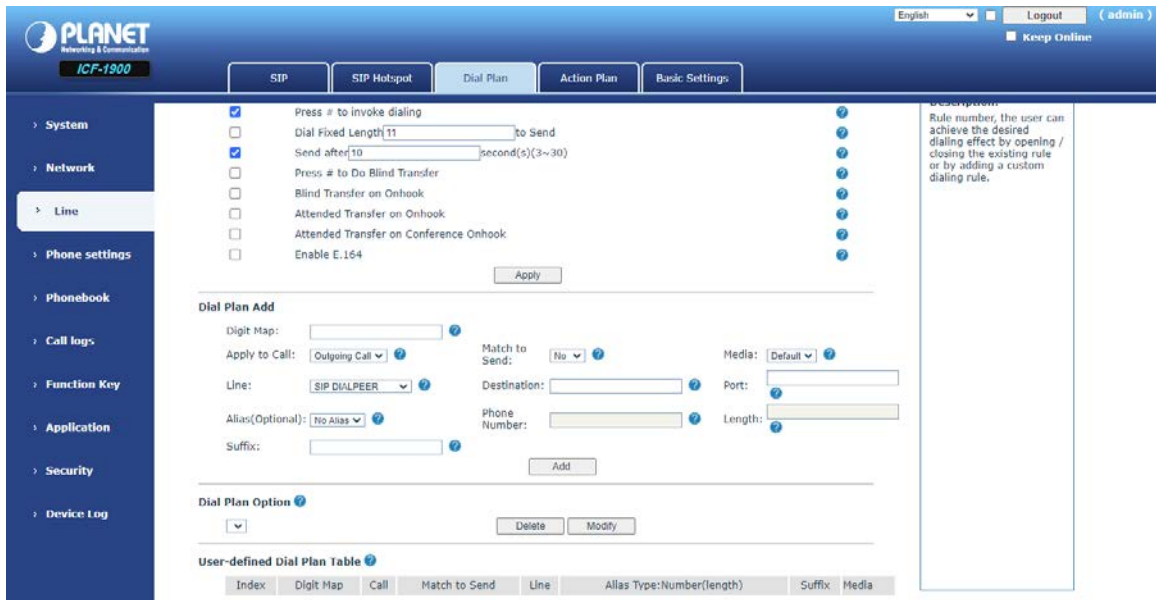 English Logout ( admin )
Keep Online
PLANET
Networking & Communication
ICF-1900
SIP SIP Hotspot Dial Plan Action Plan Basic Settings
› System
› Network
› Line
› Phone settings
› Phonebook
› Call logs
› Function Key
› Application
› Security
› Device Log
Press # to invoke dialing
Dial Fixed Length 11 to Send
Send after 10 second(s)(3~30)
Press # to Do Blind Transfer
Blind Transfer on Onhook
Attended Transfer on Onhook
Attended Transfer on Conference Onhook
Enable E.164
Apply
Dial Plan Add
Digit Map:
Apply to Call: Outgoing Call Match to Send: No Media: Default
Line: SIP DIALPEER Destination: Port:
Alias(Optional): No Alias Phone Number: Length:
Suffix:
Add
Dial Plan Option
Delete Modify
User-defined Dial Plan Table
Index Digit Map Call Match to Send Line Alias Type:Number(length) Suffix Media
Description:
Rule number, the user can
achieve the desired
dialing effect by opening /
closing the existing rule
or by adding a custom
dialing rule.